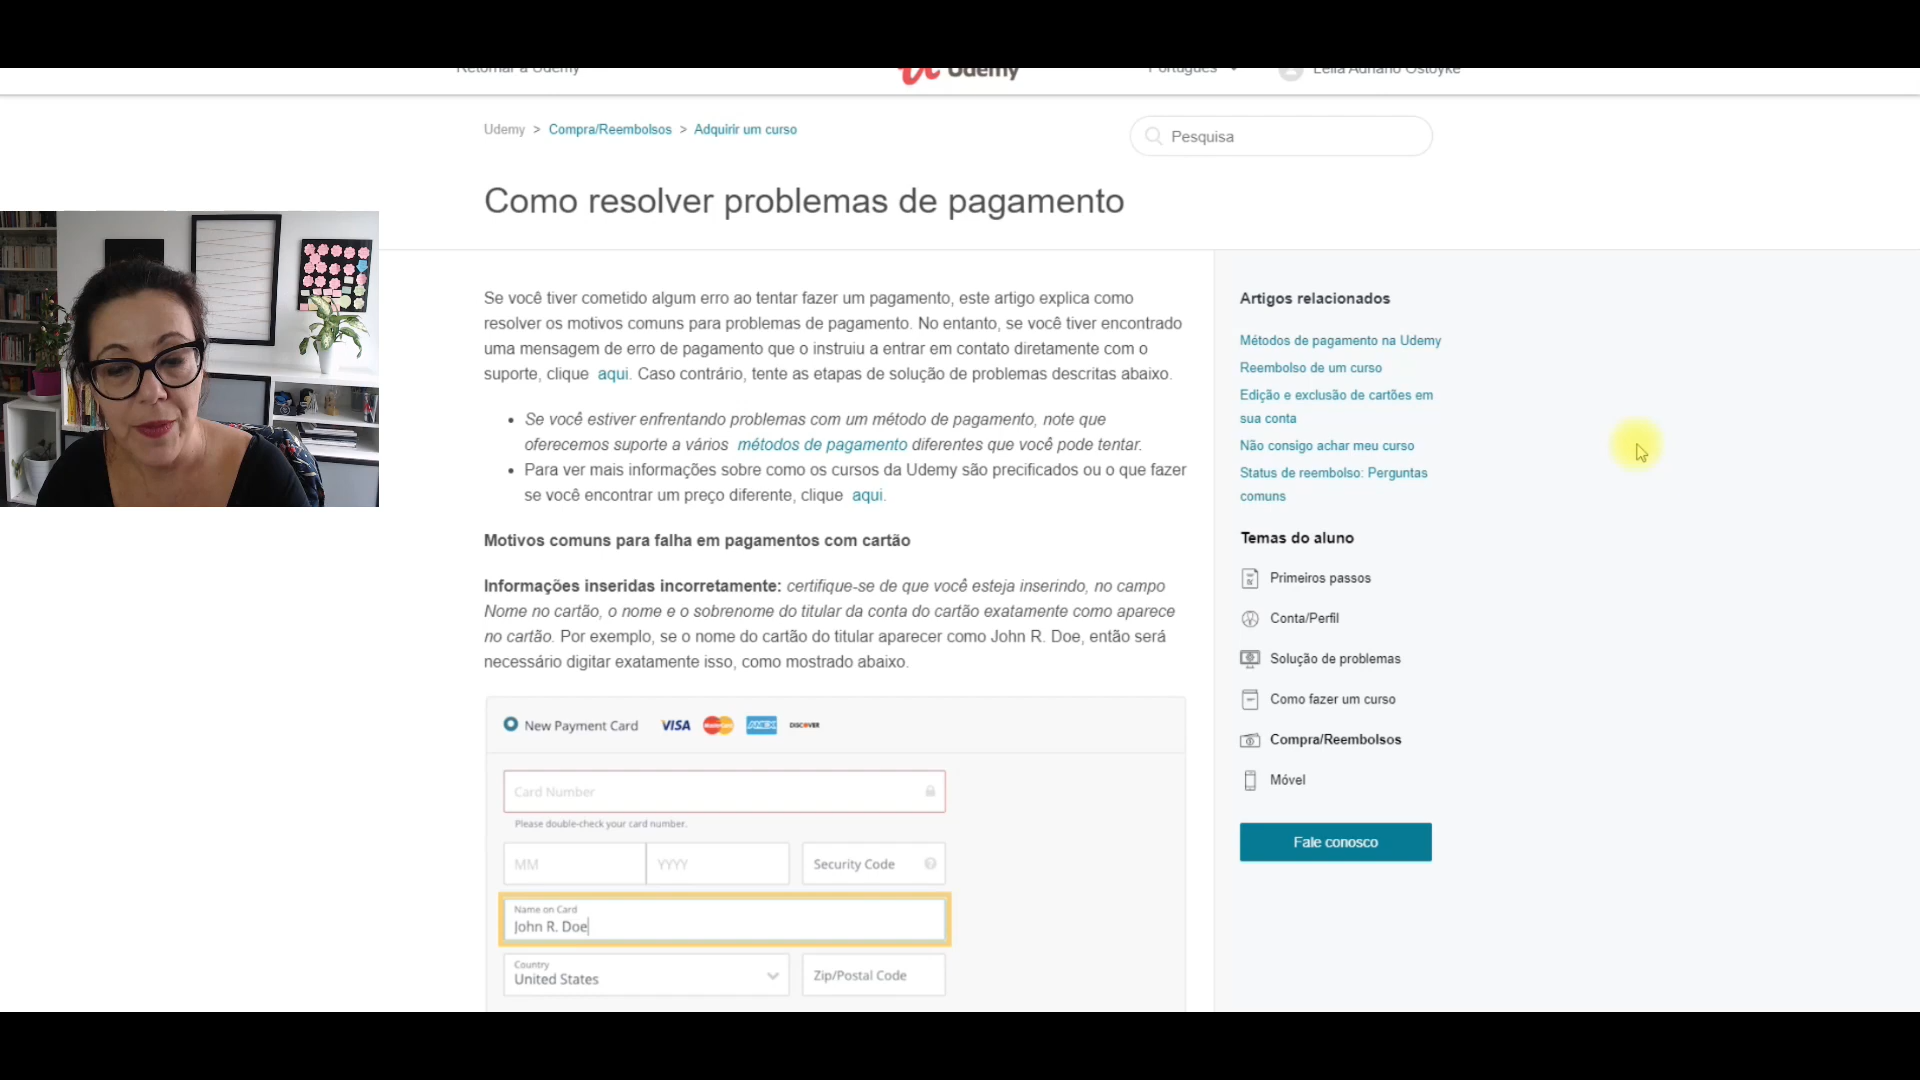 Retornar à Udemy
Udemy
Português
Leila Adriano Ostoyke
Udemy > Compra/Reembolsos > Adquirir um curso
Pesquisa
Como resolver problemas de pagamento
Se você tiver cometido algum erro ao tentar fazer um pagamento, este artigo explica como
resolver os motivos comuns para problemas de pagamento. No entanto, se você tiver encontrado
uma mensagem de erro de pagamento que o instruiu a entrar em contato diretamente com o
suporte, clique aqui. Caso contrário, tente as etapas de solução de problemas descritas abaixo.
• Se você estiver enfrentando problemas com um método de pagamento, note que
oferecemos suporte a vários métodos de pagamento diferentes que você pode tentar.
• Para ver mais informações sobre como os cursos da Udemy são precificados ou o que fazer
se você encontrar um preço diferente, clique aqui.
Motivos comuns para falha em pagamentos com cartão
Informações inseridas incorretamente: certifique-se de que você esteja inserindo, no campo
Nome no cartão, o nome e o sobrenome do titular da conta do cartão exatamente como aparece
no cartão. Por exemplo, se o nome do cartão do titular aparecer como John R. Doe, então será
necessário digitar exatamente isso, como mostrado abaixo.
New Payment Card VISA MasterCard AMEX DISCOVER
Card Number
Please double-check your card number.
MM YYYY Security Code
Name on Card
John R. Doe
Country
United States
Zip/Postal Code
Artigos relacionados
Métodos de pagamento na Udemy
Reembolso de um curso
Edição e exclusão de cartões em
sua conta
Não consigo achar meu curso
Status de reembolso: Perguntas
comuns
Temas do aluno
Primeiros passos
Conta/Perfil
Solução de problemas
Como fazer um curso
Compra/Reembolsos
Móvel
Fale conosco